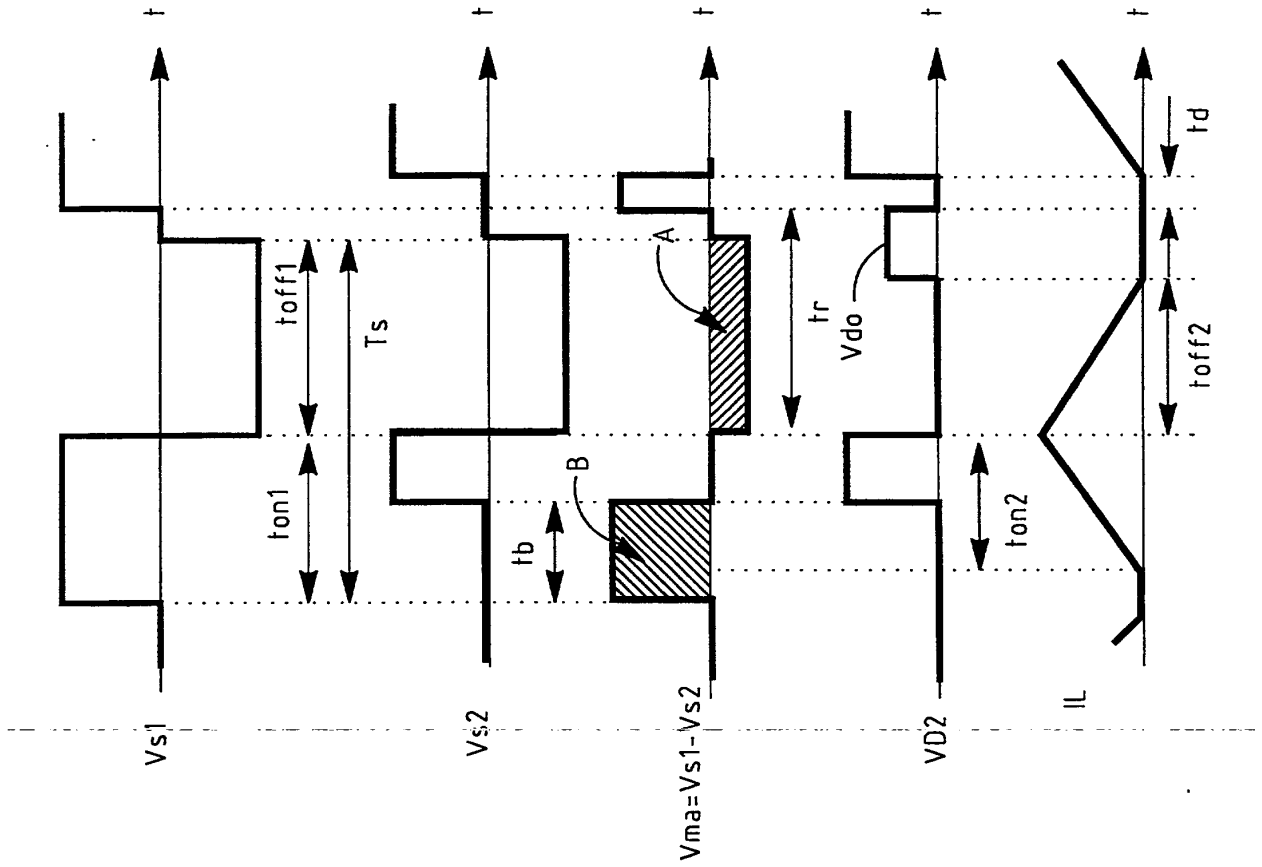 Vs1
t
ton1
toff1
Ts
Vs2
t
tb
B
A
Vma=Vs1-Vs2
t
tr
Vdo
VD2
t
ton2
IL
t
toff2
td